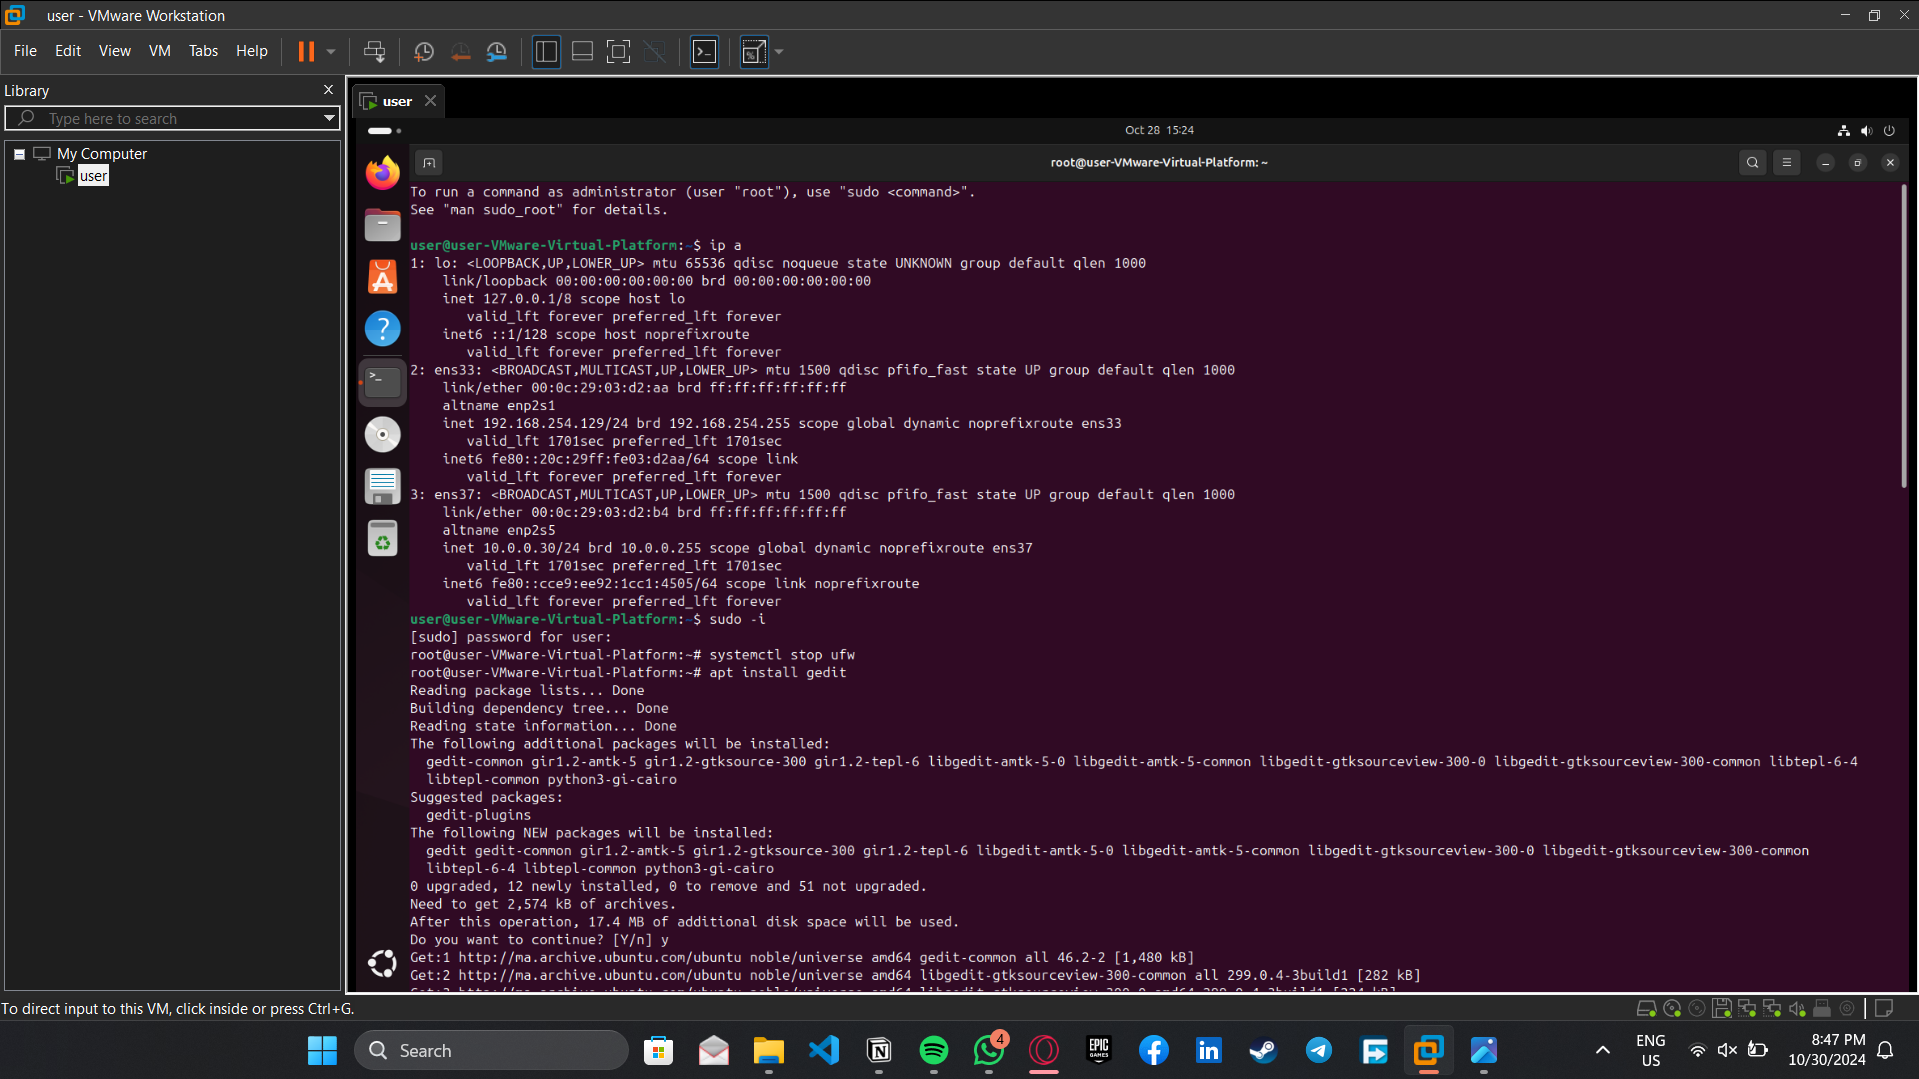 user - VMware Workstation
File Edit View VM Tabs Help
Library
Type here to search
My Computer
user
user
Oct 28 15:24
root@user-VMware-Virtual-Platform: ~
To run a command as administrator (user "root"), use "sudo <command>".
See "man sudo_root" for details.
user@user-VMware-Virtual-Platform:~$ ip a
1: lo: <LOOPBACK,UP,LOWER_UP> mtu 65536 qdisc noqueue state UNKNOWN group default qlen 1000
link/loopback 00:00:00:00:00:00 brd 00:00:00:00:00:00
inet 127.0.0.1/8 scope host lo
valid_lft forever preferred_lft forever
inet6 ::1/128 scope host noprefixroute
valid_lft forever preferred_lft forever
2: ens33: <BROADCAST,MULTICAST,UP,LOWER_UP> mtu 1500 qdisc pfifo_fast state UP group default qlen 1000
link/ether 00:0c:29:03:d2:aa brd ff:ff:ff:ff:ff:ff
altname enp2s1
inet 192.168.254.129/24 brd 192.168.254.255 scope global dynamic noprefixroute ens33
valid_lft 1701sec preferred_lft 1701sec
inet6 fe80::20c:29ff:fe03:d2aa/64 scope link
valid_lft forever preferred_lft forever
3: ens37: <BROADCAST,MULTICAST,UP,LOWER_UP> mtu 1500 qdisc pfifo_fast state UP group default qlen 1000
link/ether 00:0c:29:03:d2:b4 brd ff:ff:ff:ff:ff:ff
altname enp2s5
inet 10.0.0.30/24 brd 10.0.0.255 scope global dynamic noprefixroute ens37
valid_lft 1701sec preferred_lft 1701sec
inet6 fe80::cce9:ee92:1cc1:4505/64 scope link noprefixroute
valid_lft forever preferred_lft forever
user@user-VMware-Virtual-Platform:~$ sudo -i
[sudo] password for user:
root@user-VMware-Virtual-Platform:~# systemctl stop ufw
root@user-VMware-Virtual-Platform:~# apt install gedit
Reading package lists... Done
Building dependency tree... Done
Reading state information... Done
The following additional packages will be installed:
gedit-common gir1.2-amtk-5 gir1.2-gtksource-300 gir1.2-tepl-6 libgedit-amtk-5-0 libgedit-amtk-5-common libgedit-gtksourceview-300-0 libgedit-gtksourceview-300-common libtepl-6-4
libtepl-common python3-gi-cairo
Suggested packages:
gedit-plugins
The following NEW packages will be installed:
gedit gedit-common gir1.2-amtk-5 gir1.2-gtksource-300 gir1.2-tepl-6 libgedit-amtk-5-0 libgedit-amtk-5-common libgedit-gtksourceview-300-0 libgedit-gtksourceview-300-common
libtepl-6-4 libtepl-common python3-gi-cairo
0 upgraded, 12 newly installed, 0 to remove and 51 not upgraded.
Need to get 2,574 kB of archives.
After this operation, 17.4 MB of additional disk space will be used.
Do you want to continue? [Y/n] y
Get:1 http://ma.archive.ubuntu.com/ubuntu noble/universe amd64 gedit-common all 46.2-2 [1,480 kB]
Get:2 http://ma.archive.ubuntu.com/ubuntu noble/universe amd64 libgedit-gtksourceview-300-common all 299.0.4-3build1 [282 kB]
To direct input to this VM, click inside or press Ctrl+G.
Search
4
EPIC GAMES
ENG
US
8:47 PM
10/30/2024